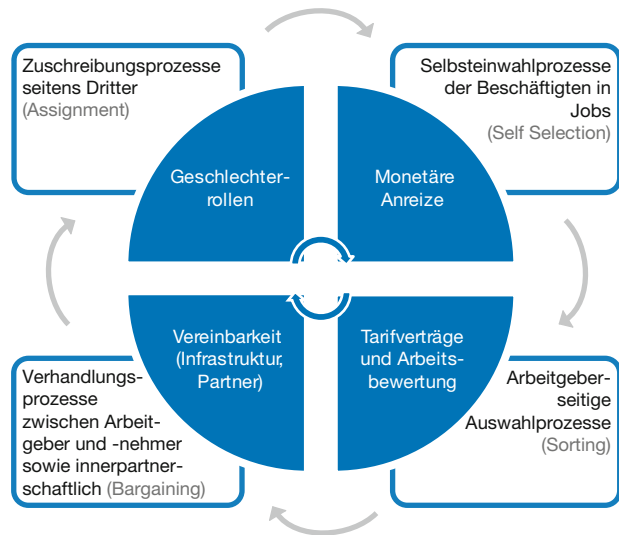 Zuschreibungsprozesse
seitens Dritter
(Assignment)
Selbsteinwahlprozesse
der Beschäftigten in
Jobs
(Self Selection)
Geschlechter-
rollen
Monetäre
Anreize
Vereinbarkeit
(Infrastruktur,
Partner)
Tarifverträge
und Arbeits-
bewertung
Verhandlungs-
prozesse
zwischen Arbeit-
geber und -nehmer
sowie innerpartner-
schaftlich (Bargaining)
Arbeitgeber-
seitige
Auswahlprozesse
(Sorting)